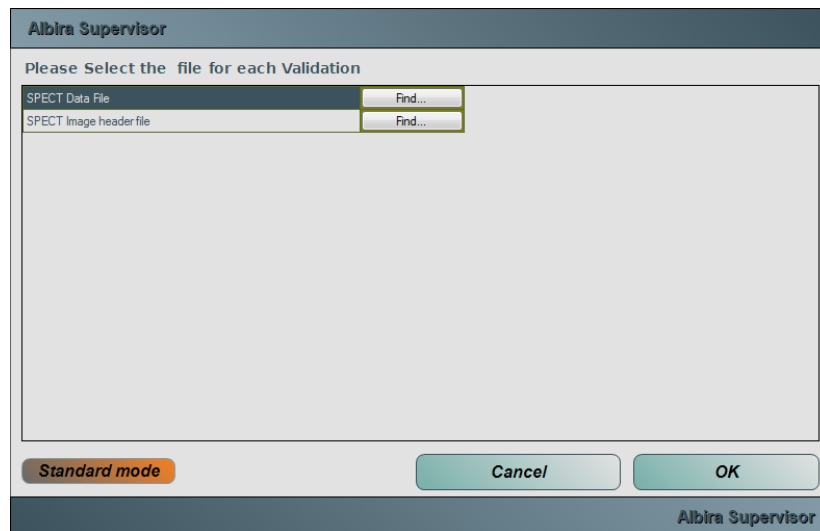 Albira Supervisor
Please Select the file for each Validation
SPECT Data File Find...
SPECT Image header file Find...
Standard mode Cancel OK
Albira Supervisor